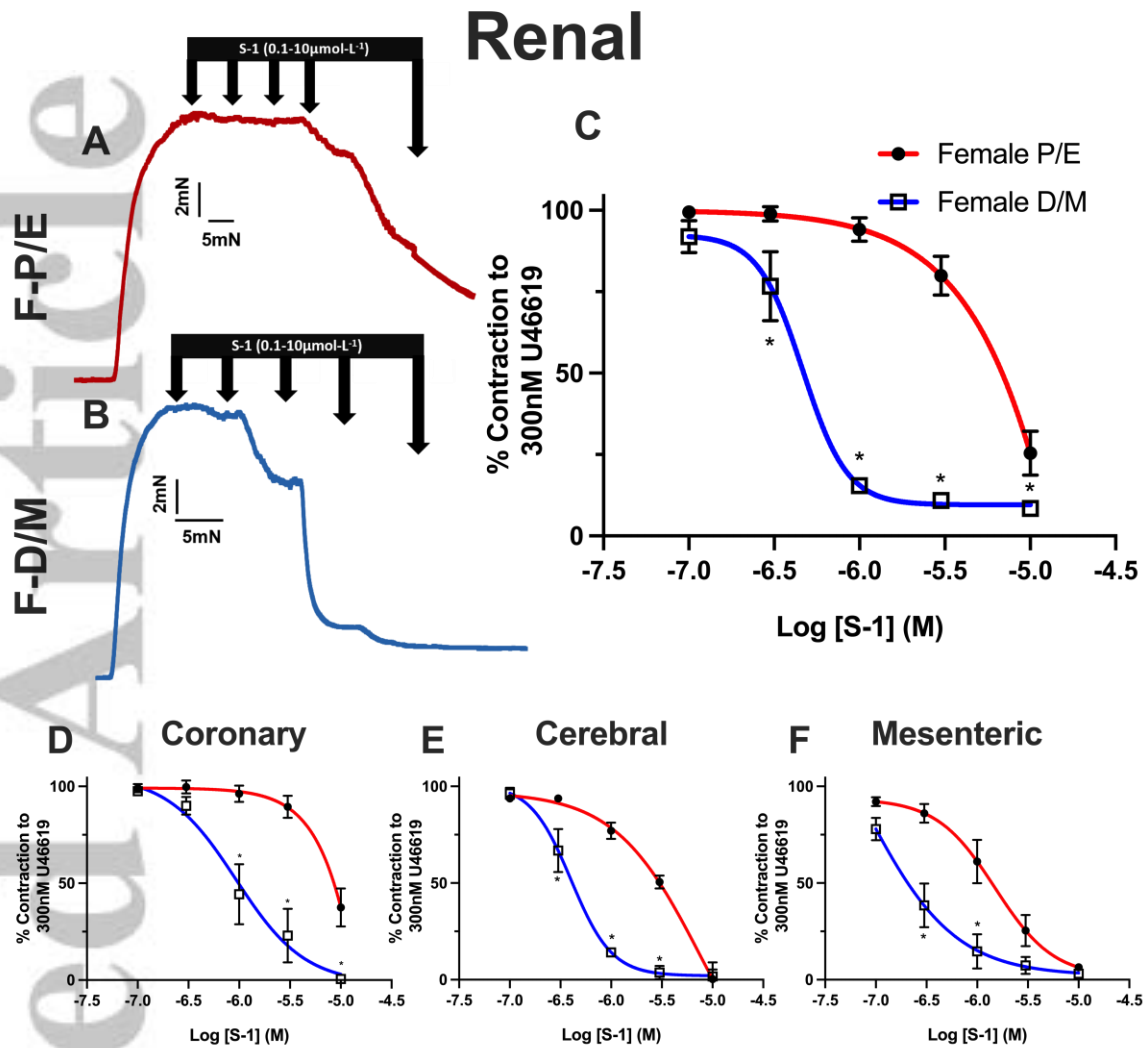 Renal
S-1 (0.1-10µmol-L⁻¹)
A
2mN
5mN
F-P/E
S-1 (0.1-10µmol-L⁻¹)
B
2mN
5mN
F-D/M
C
Female P/E
Female D/M
% Contraction to
300nM U46619
100
*
50
*
*
*
0
-7.5 -7.0 -6.5 -6.0 -5.5 -5.0 -4.5
Log [S-1] (M)
D Coronary
% Contraction to
300nM U46619
100
50
*
*
*
0
-7.5 -7.0 -6.5 -6.0 -5.5 -5.0 -4.5
Log [S-1] (M)
E Cerebral
% Contraction to
300nM U46619
100
50
*
*
*
0
-7.5 -7.0 -6.5 -6.0 -5.5 -5.0 -4.5
Log [S-1] (M)
F Mesenteric
% Contraction to
300nM U46619
100
50
*
*
0
-7.5 -7.0 -6.5 -6.0 -5.5 -5.0 -4.5
Log [S-1] (M)
ed Article